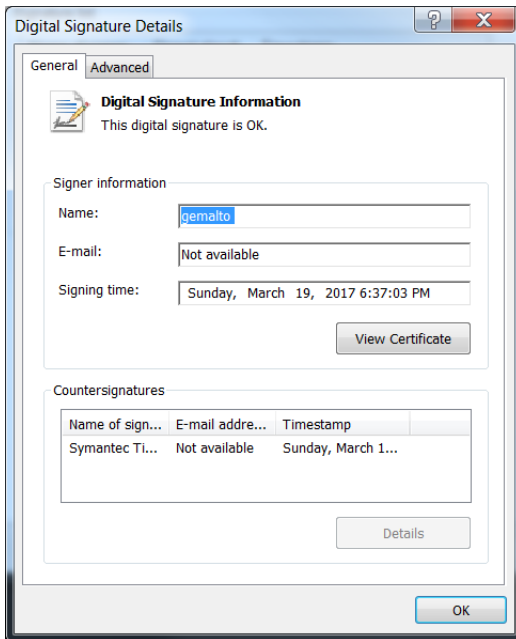 Digital Signature Details
General Advanced
Digital Signature Information
This digital signature is OK.
Signer information
Name: gemalto
E-mail: Not available
Signing time: Sunday, March 19, 2017 6:37:03 PM
View Certificate
Countersignatures
Name of sign... E-mail addre... Timestamp
Symantec Ti... Not available Sunday, March 1...
Details
OK